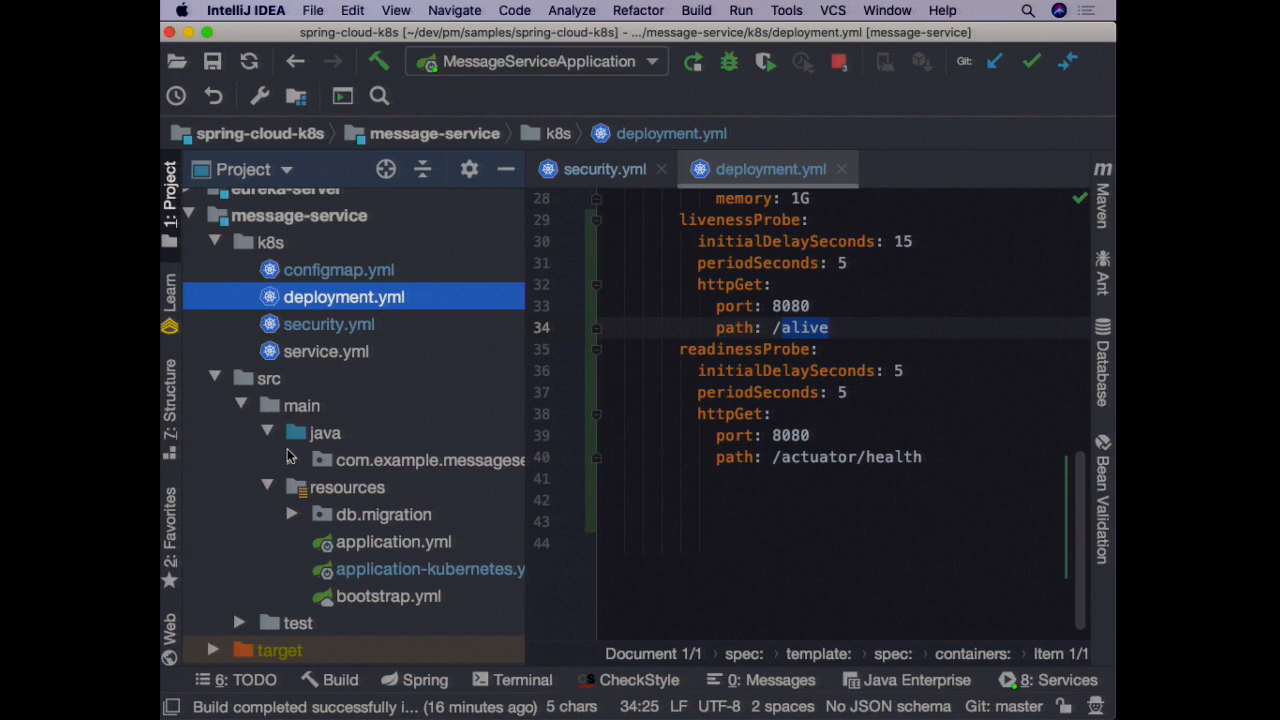 IntelliJ IDEA File Edit View Navigate Code Analyze Refactor Build Run Tools VCS Window Help
spring-cloud-k8s [~/dev/pm/samples/spring-cloud-k8s] - .../message-service/k8s/deployment.yml [message-service]
MessageServiceApplication
Git:
spring-cloud-k8s message-service k8s deployment.yml
1: Project
Learn
7: Structure
2: Favorites
Web
Project
eureka-server
message-service
k8s
configmap.yml
deployment.yml
security.yml
service.yml
src
main
java
com.example.messagese
resources
db.migration
application.yml
application-kubernetes.y
bootstrap.yml
test
target
security.yml deployment.yml
28 memory: 1G
29 livenessProbe:
30 initialDelaySeconds: 15
31 periodSeconds: 5
32 httpGet:
33 port: 8080
34 path: /alive
35 readinessProbe:
36 initialDelaySeconds: 5
37 periodSeconds: 5
38 httpGet:
39 port: 8080
40 path: /actuator/health
41
42
43
44
m
Maven
Ant
Database
Bean Validation
Document 1/1 spec: template: spec: containers: Item 1/1
6: TODO Build Spring Terminal CS CheckStyle 0: Messages Java Enterprise 8: Services
Build completed successfully i... (16 minutes ago) 5 chars 34:25 LF UTF-8 2 spaces No JSON schema Git: master